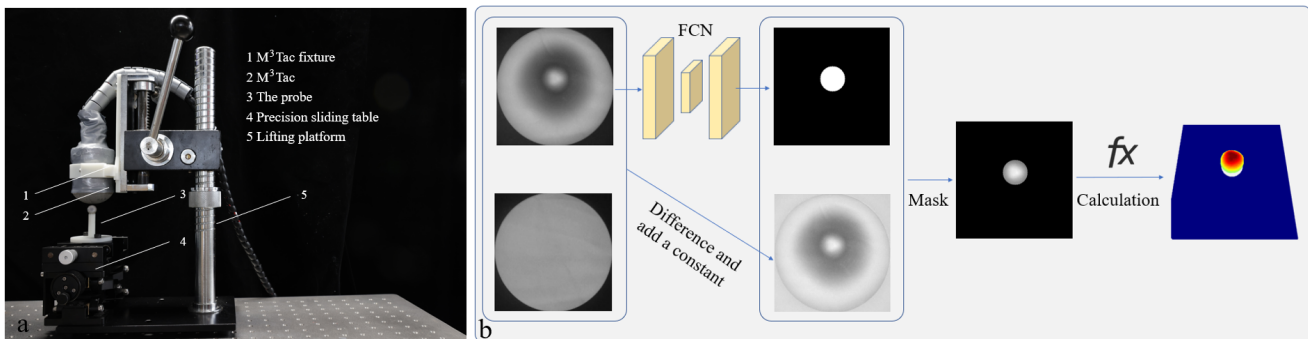 1 M³Tac fixture
2 M³Tac
3 The probe
4 Precision sliding table
5 Lifting platform
1
2
3
4
5
a
FCN
Difference and
add a constant
Mask
fx
Calculation
b